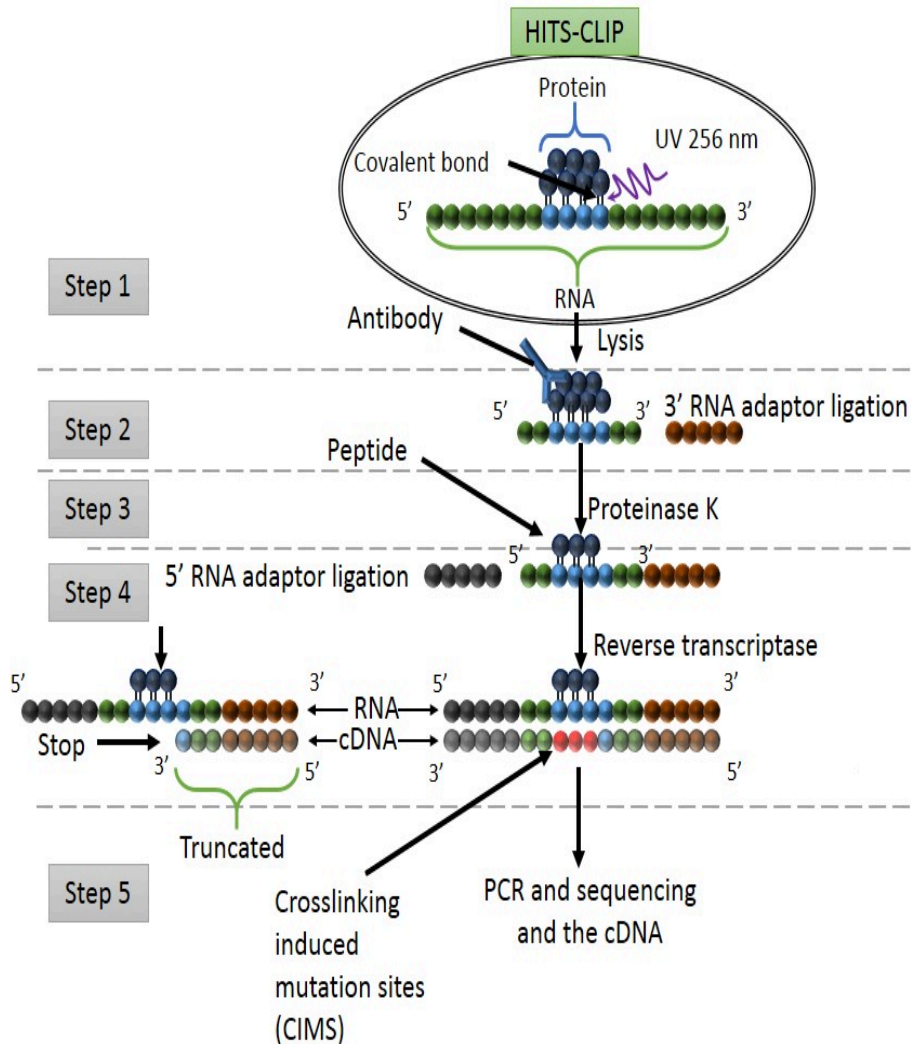 HITS-CLIP
Protein
UV 256 nm
Covalent bond
5’
3’
RNA
Step 1
Antibody
Lysis
Step 2
5’
3’
3’ RNA adaptor ligation
Peptide
Step 3
Proteinase K
5’
3’
Step 4
5’ RNA adaptor ligation
Reverse transcriptase
5’
3’
RNA
5’
3’
Stop
cDNA
3’
5’
3’
5’
Truncated
Step 5
Crosslinking
induced
mutation sites
(CIMS)
PCR and sequencing
and the cDNA